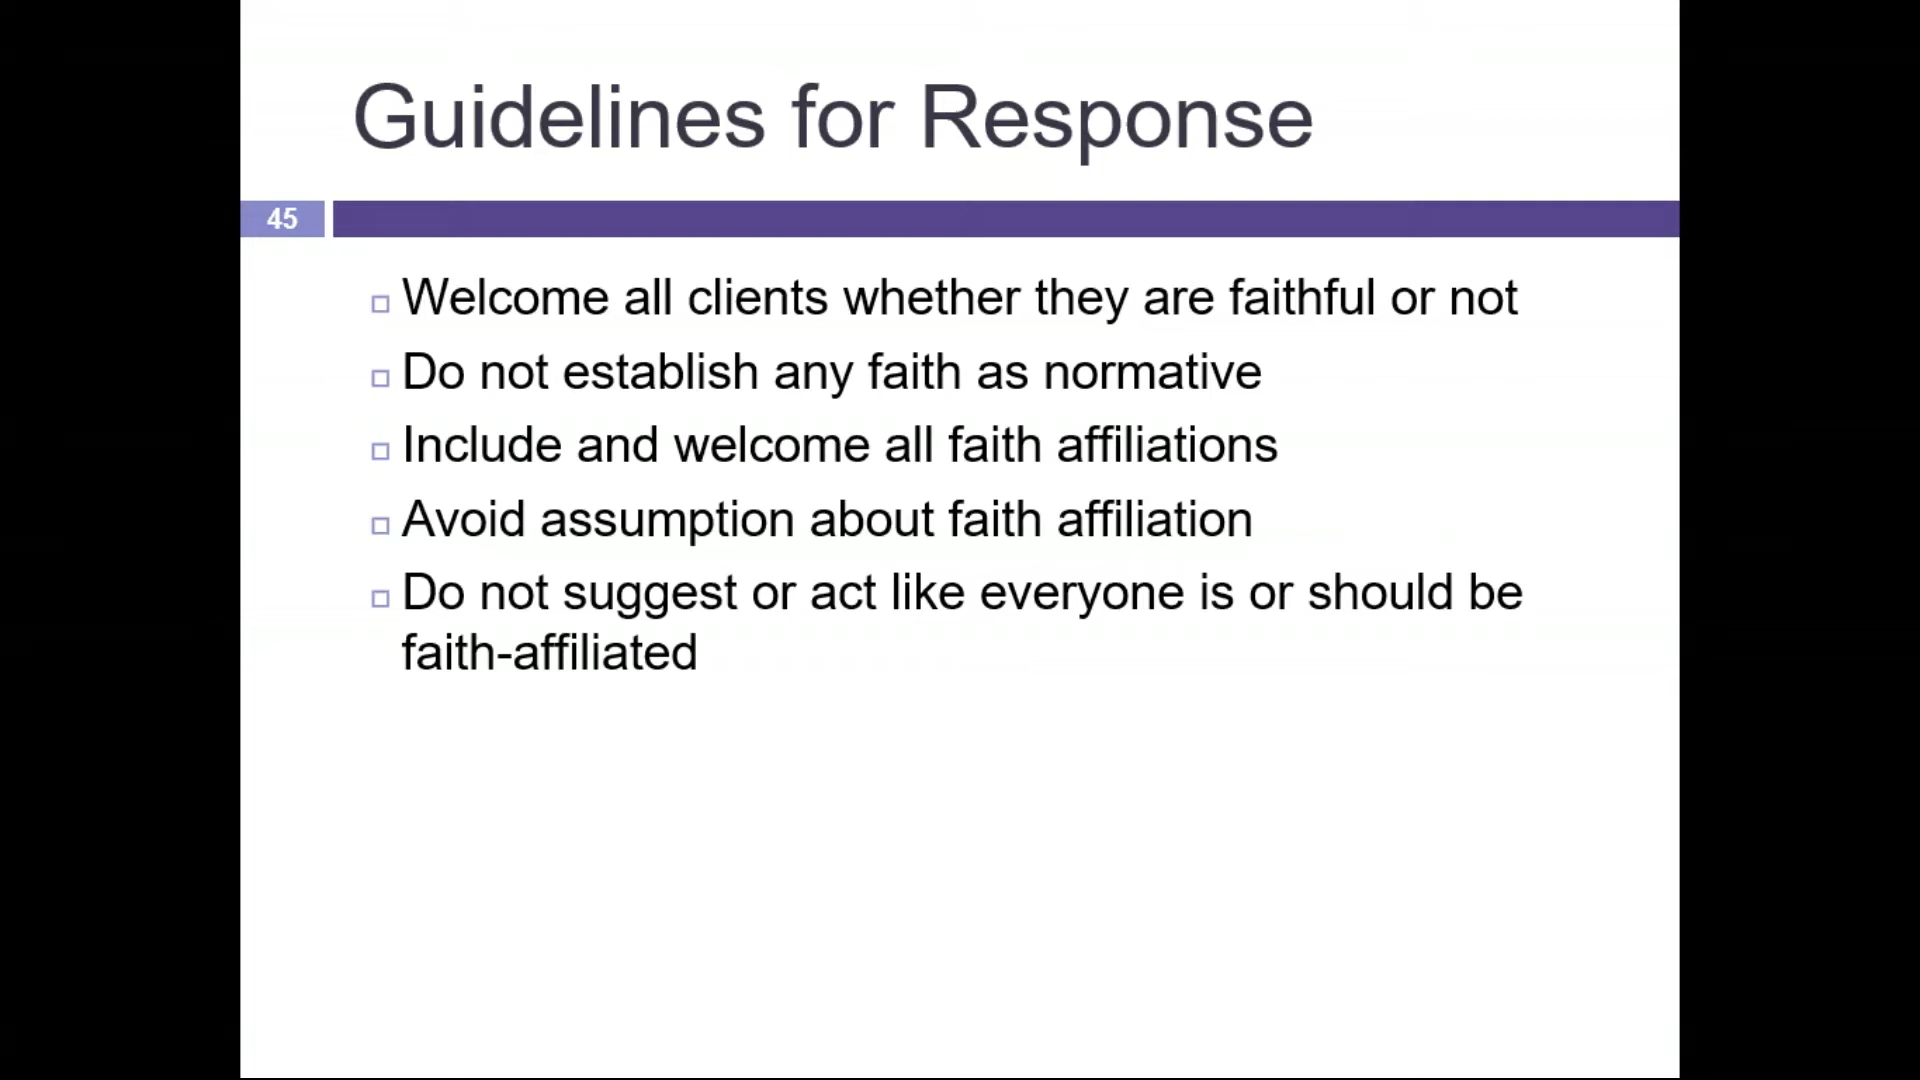 Guidelines for Response
45
Welcome all clients whether they are faithful or not
Do not establish any faith as normative
Include and welcome all faith affiliations
Avoid assumption about faith affiliation
Do not suggest or act like everyone is or should be
faith-affiliated